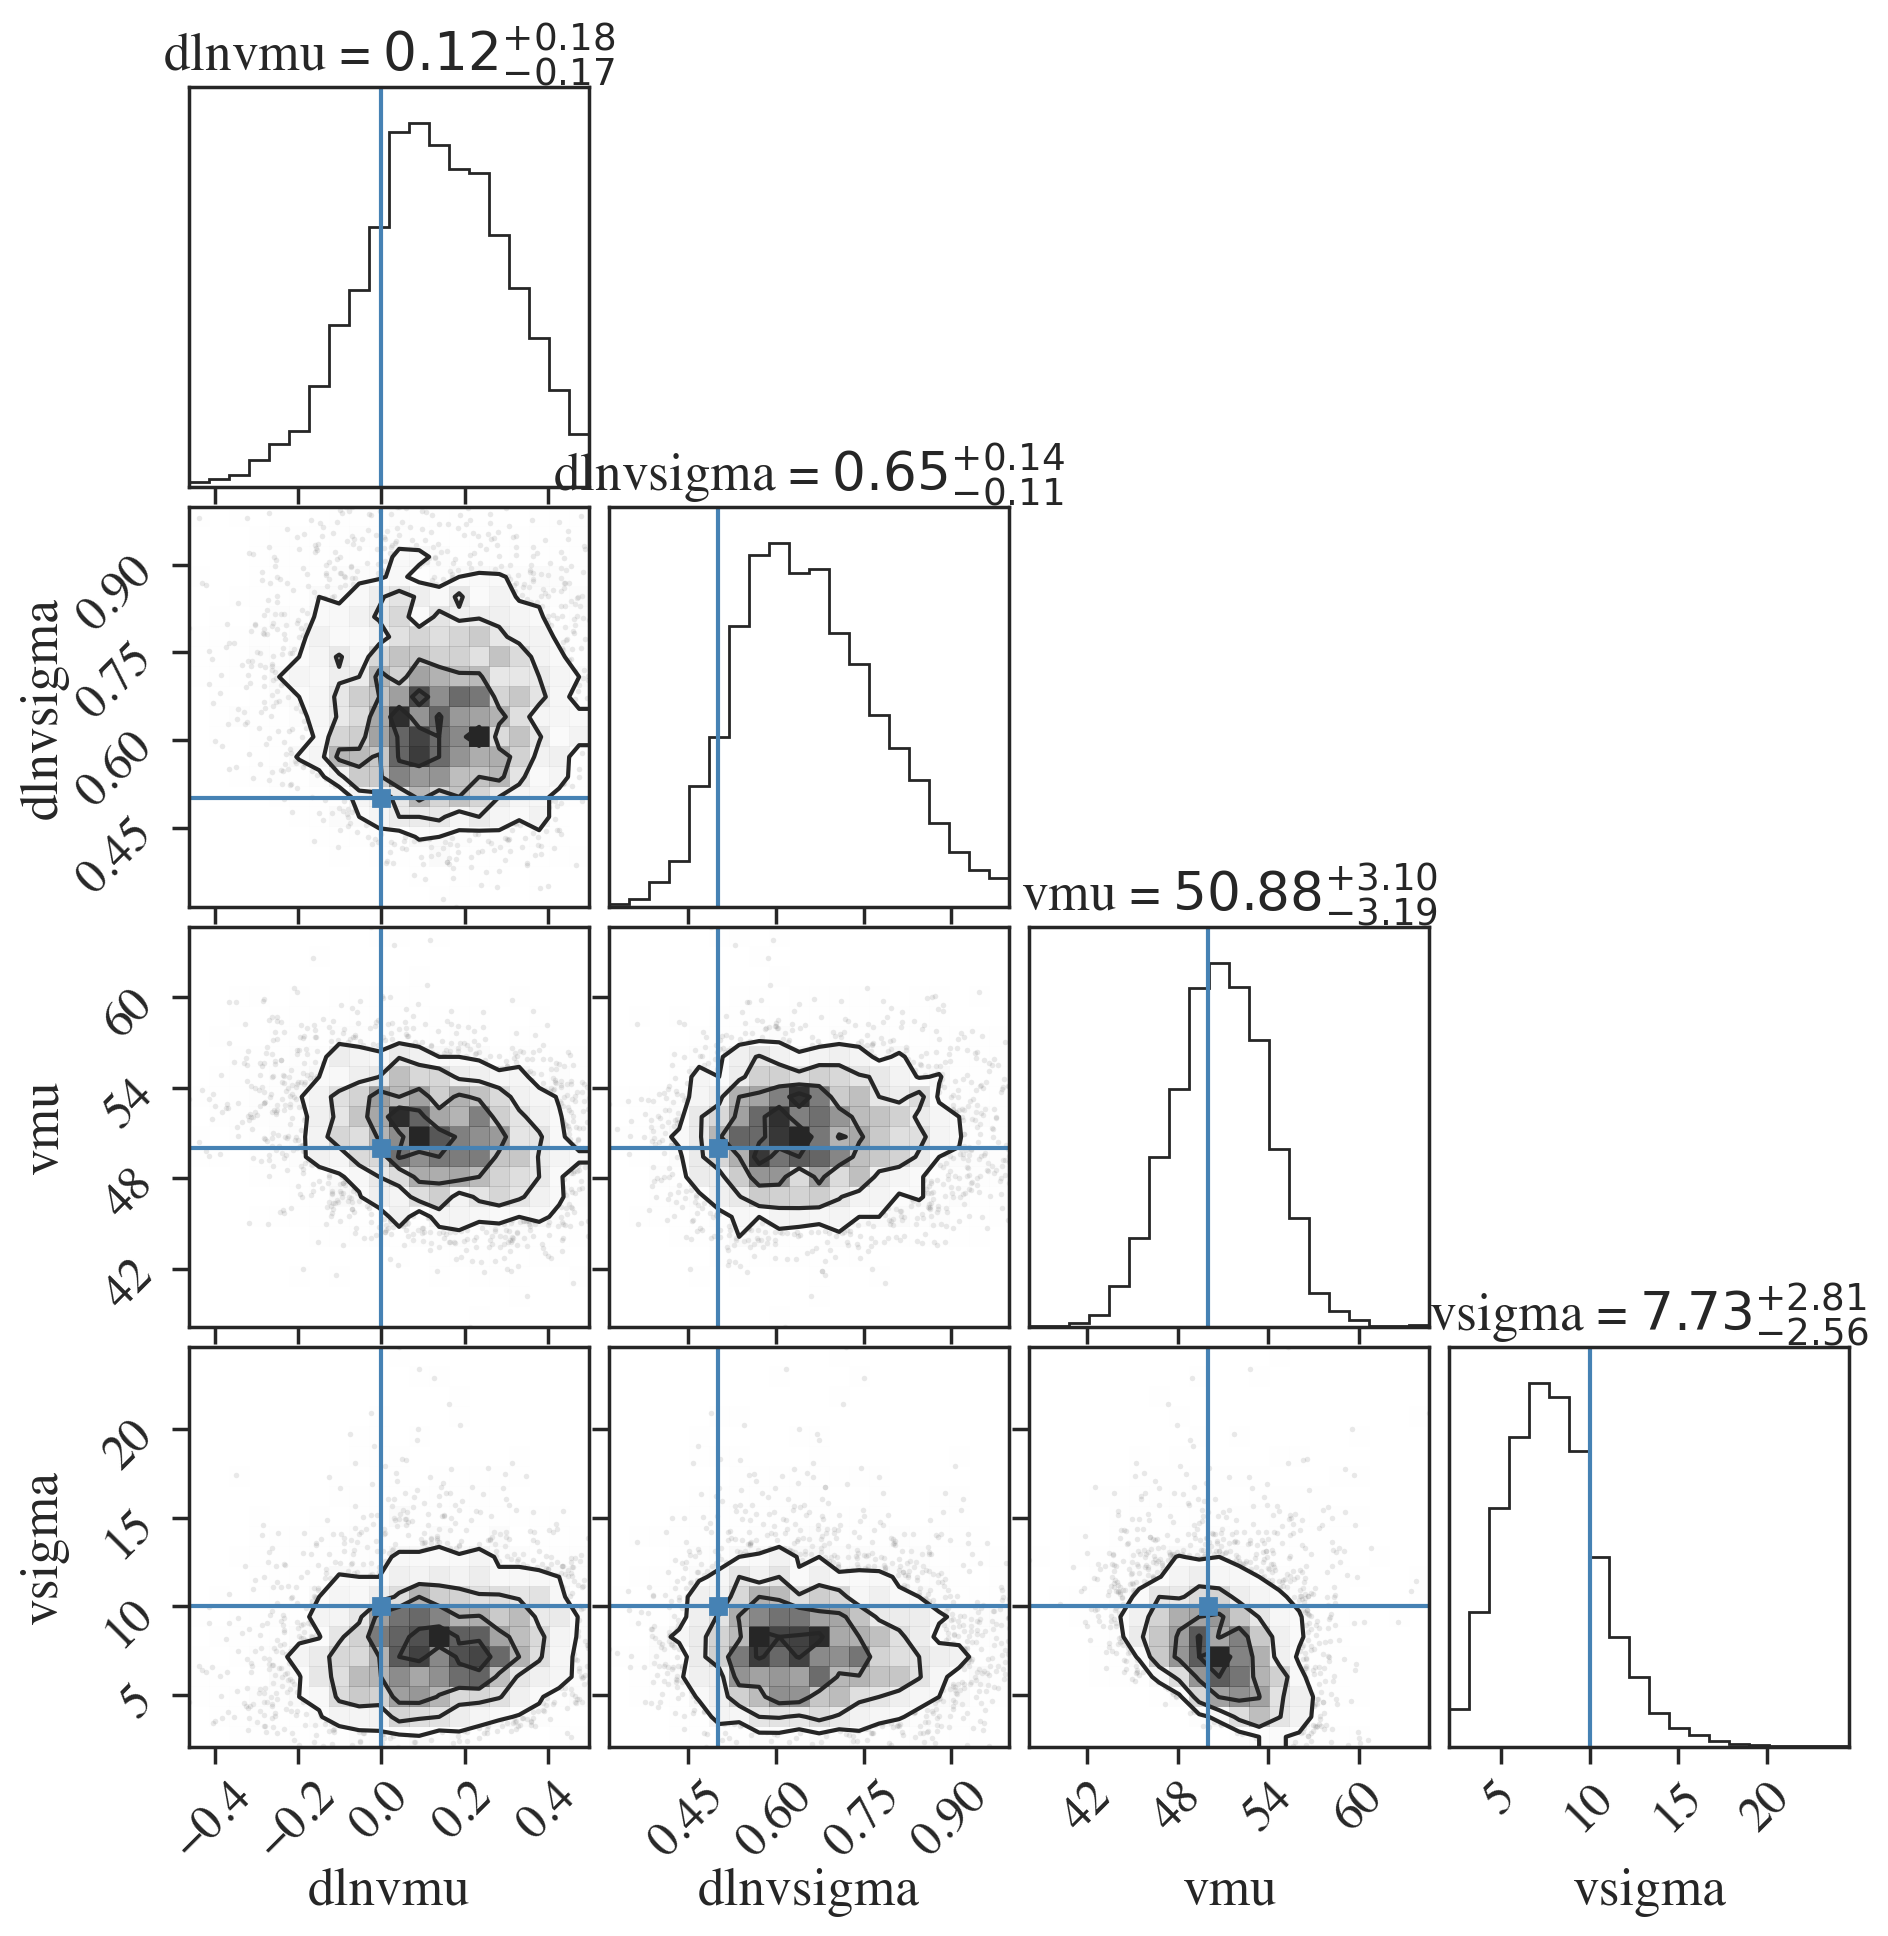 dlnvmu = 0.12 +0.18 −0.17
dlnvsigma = 0.65 +0.14 −0.11
dlnvsigma
0.90
0.75
0.60
0.45
vmu = 50.88 +3.10 −3.19
vmu
60
54
48
42
vsigma = 7.73 +2.81 −2.56
vsigma
20
15
10
5
−0.4 −0.2 0.0 0.2 0.4 0.45 0.60 0.75 0.90 42 48 54 60 5 10 15 20
dlnvmu dlnvsigma vmu vsigma